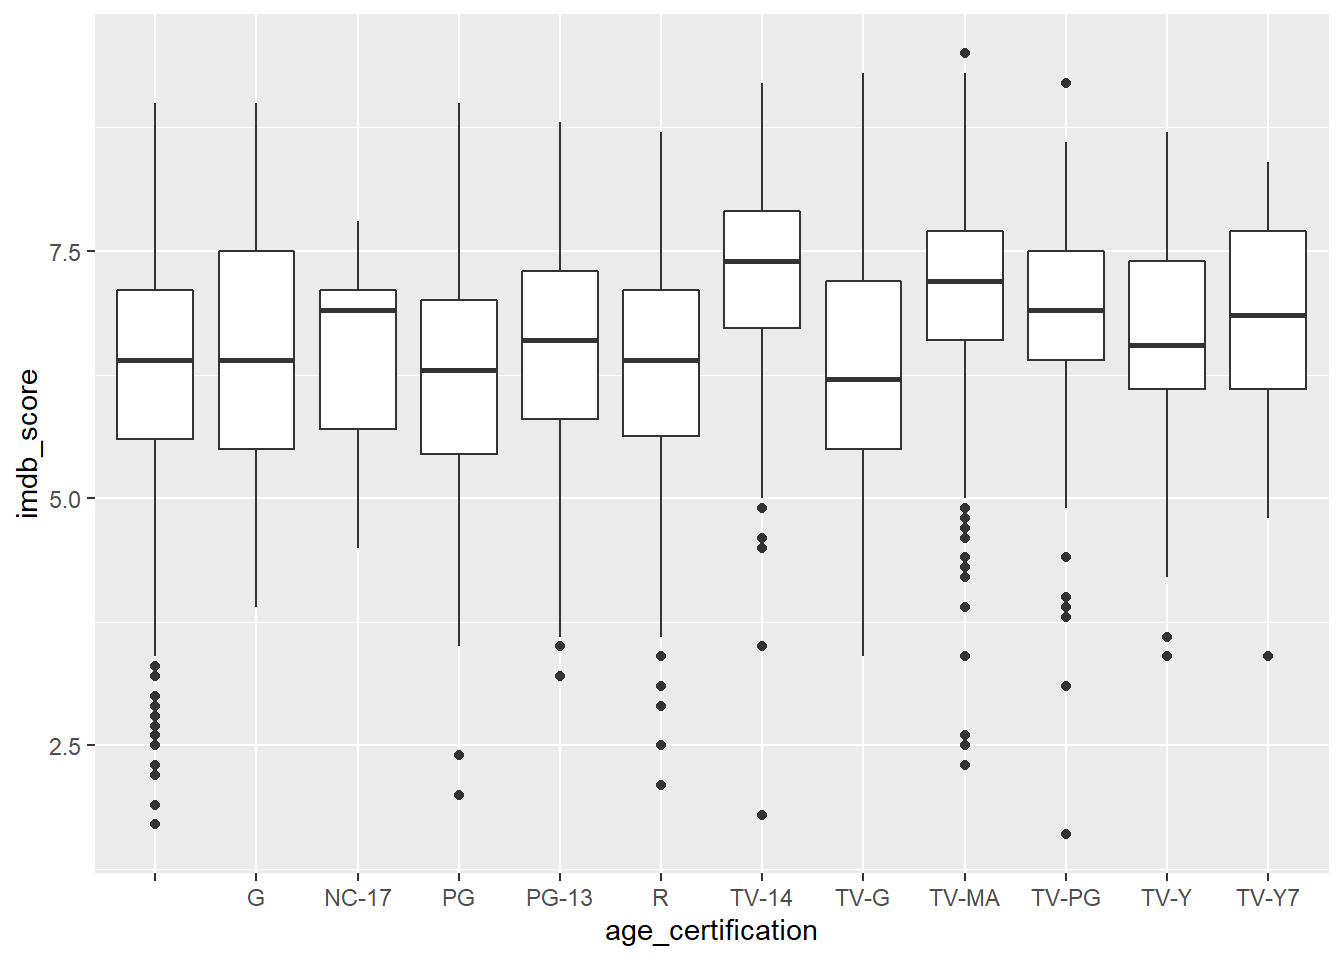 imdb_score
7.5
5.0
2.5
G NC-17 PG PG-13 R TV-14 TV-G TV-MA TV-PG TV-Y TV-Y7
age_certification